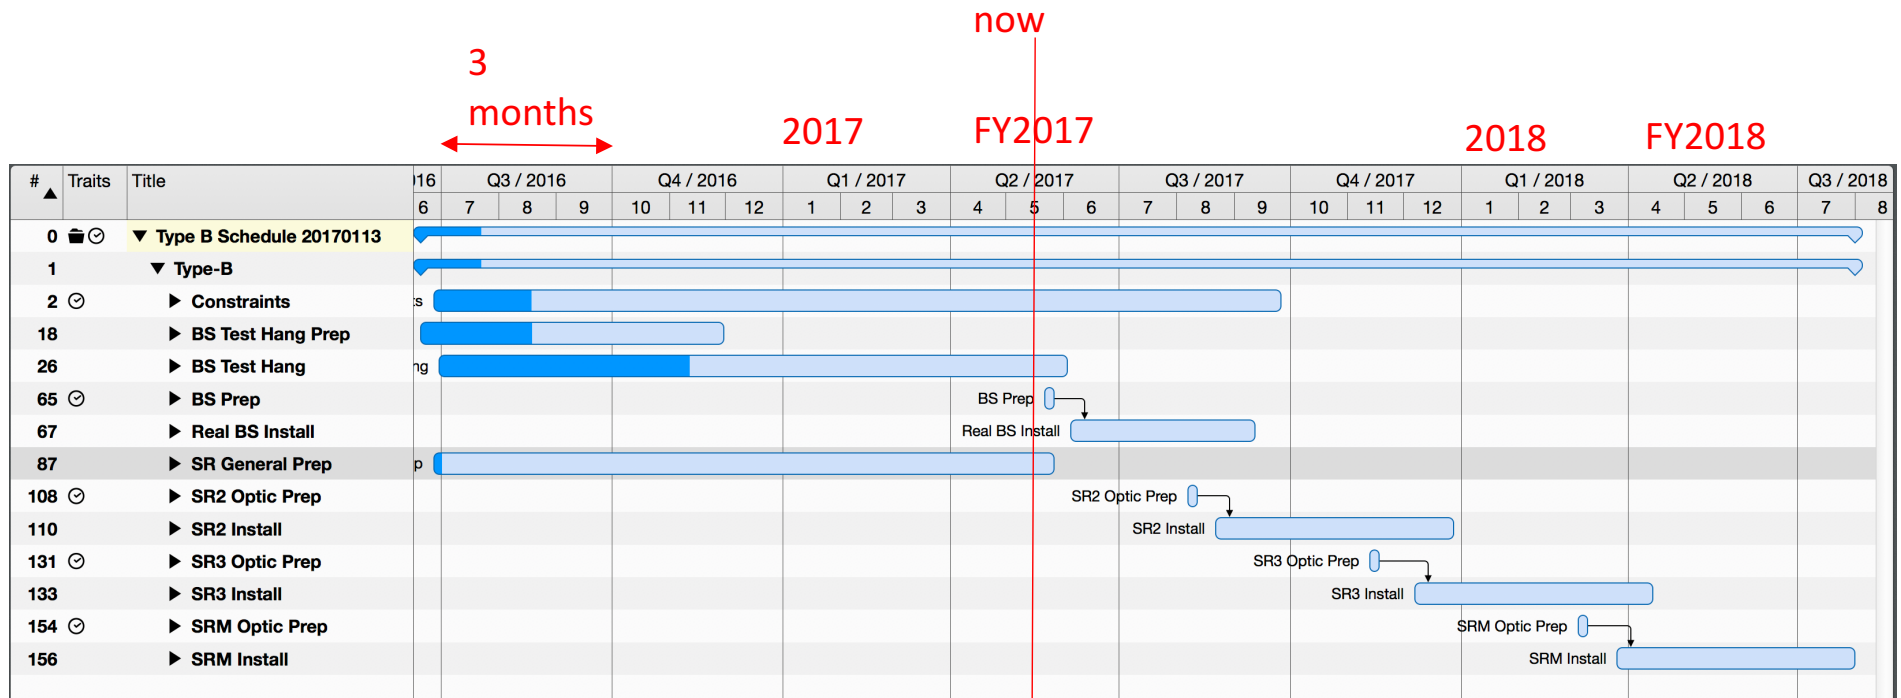 now
3
months
2017 FY2017 2018 FY2018
# Traits Title 16 Q3 / 2016 Q4 / 2016 Q1 / 2017 Q2 / 2017 Q3 / 2017 Q4 / 2017 Q1 / 2018 Q2 / 2018 Q3 / 2018
6 7 8 9 10 11 12 1 2 3 4 5 6 7 8 9 10 11 12 1 2 3 4 5 6 7 8
0 Type B Schedule 20170113
1 Type-B
2 Constraints s
18 BS Test Hang Prep
26 BS Test Hang ng
65 BS Prep BS Prep
67 Real BS Install Real BS Install
87 SR General Prep p
108 SR2 Optic Prep SR2 Optic Prep
110 SR2 Install SR2 Install
131 SR3 Optic Prep SR3 Optic Prep
133 SR3 Install SR3 Install
154 SRM Optic Prep SRM Optic Prep
156 SRM Install SRM Install